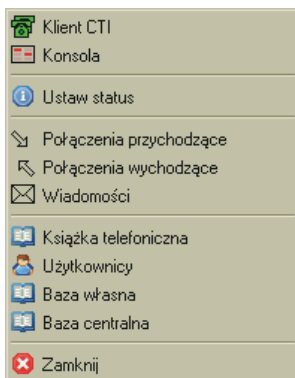 Klient CTI
Konsola
Ustaw status
Połączenia przychodzące
Połączenia wychodzące
Wiadomości
Książka telefoniczna
Użytkownicy
Baza własna
Baza centralna
Zamknij